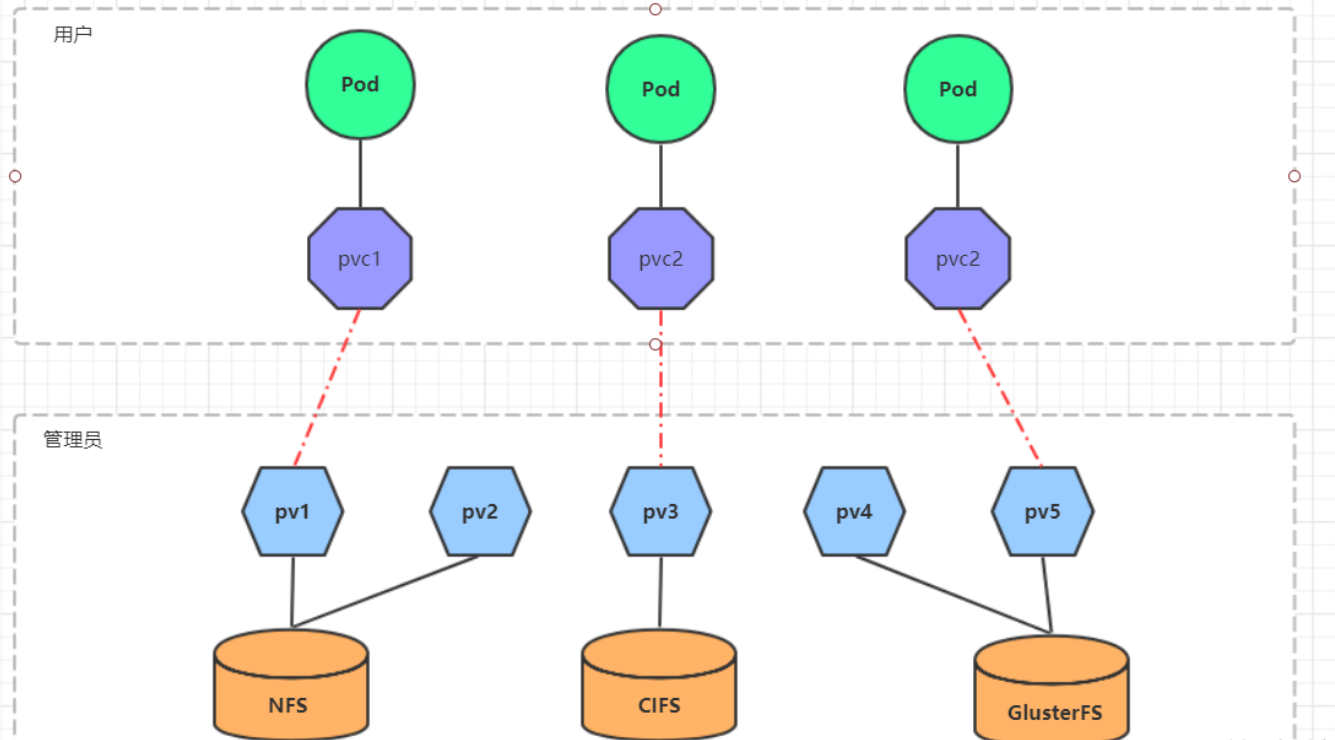 用户
Pod
Pod
Pod
pvc1
pvc2
pvc2
管理员
pv1
pv2
pv3
pv4
pv5
NFS
CIFS
GlusterFS